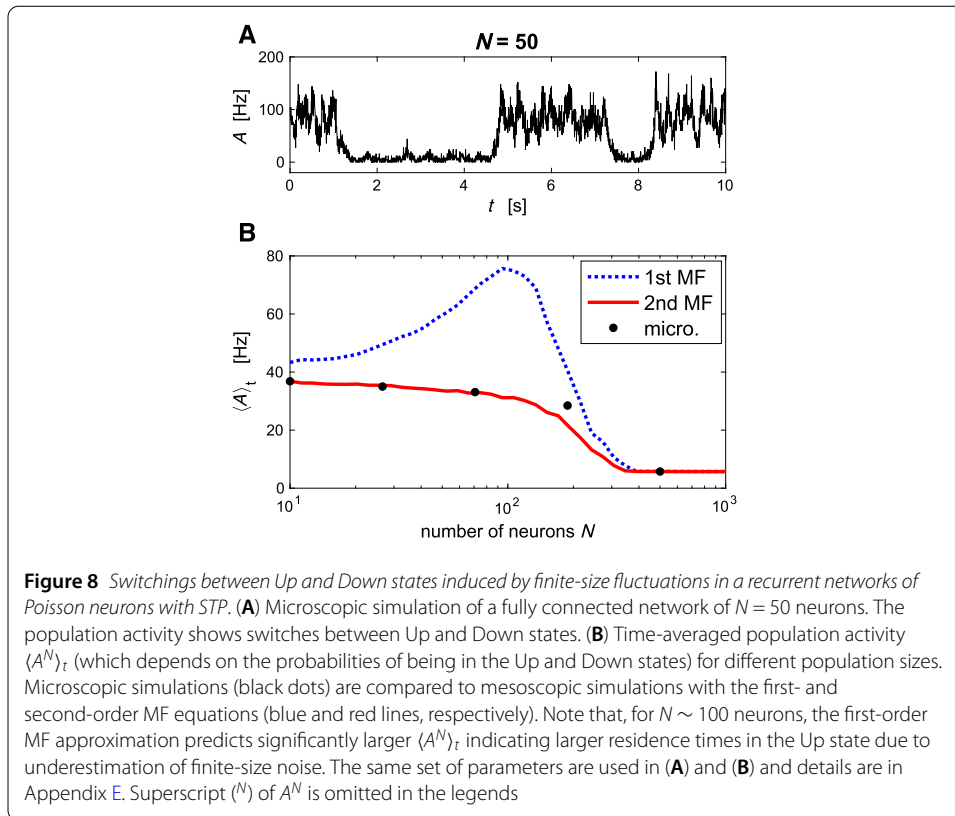 A
N = 50
200
100
0
A [Hz]
0 2 4 6 8 10
t [s]
B
80
60
40
20
0
⟨A⟩t [Hz]
1st MF
2nd MF
micro.
10^1 10^2 10^3
number of neurons N
Figure 8 Switchings between Up and Down states induced by finite-size fluctuations in a recurrent networks of
Poisson neurons with STP. (A) Microscopic simulation of a fully connected network of N = 50 neurons. The
population activity shows switches between Up and Down states. (B) Time-averaged population activity
⟨A^N⟩t (which depends on the probabilities of being in the Up and Down states) for different population sizes.
Microscopic simulations (black dots) are compared to mesoscopic simulations with the first- and
second-order MF equations (blue and red lines, respectively). Note that, for N ∼ 100 neurons, the first-order
MF approximation predicts significantly larger ⟨A^N⟩t indicating larger residence times in the Up state due to
underestimation of finite-size noise. The same set of parameters are used in (A) and (B) and details are in
Appendix E. Superscript (^N) of A^N is omitted in the legends